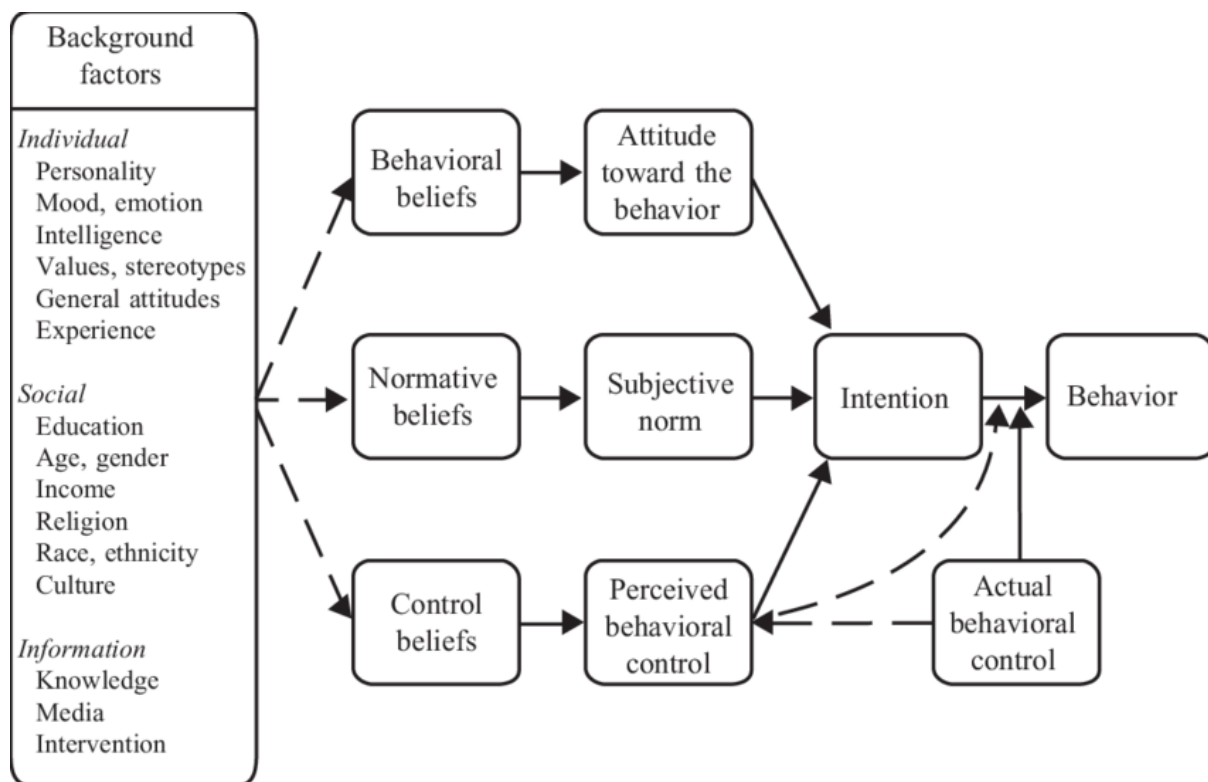 Background
factors
Individual
Personality
Mood, emotion
Intelligence
Values, stereotypes
General attitudes
Experience
Social
Education
Age, gender
Income
Religion
Race, ethnicity
Culture
Information
Knowledge
Media
Intervention
Behavioral
beliefs
Attitude
toward the
behavior
Normative
beliefs
Subjective
norm
Intention
Behavior
Control
beliefs
Perceived
behavioral
control
Actual
behavioral
control